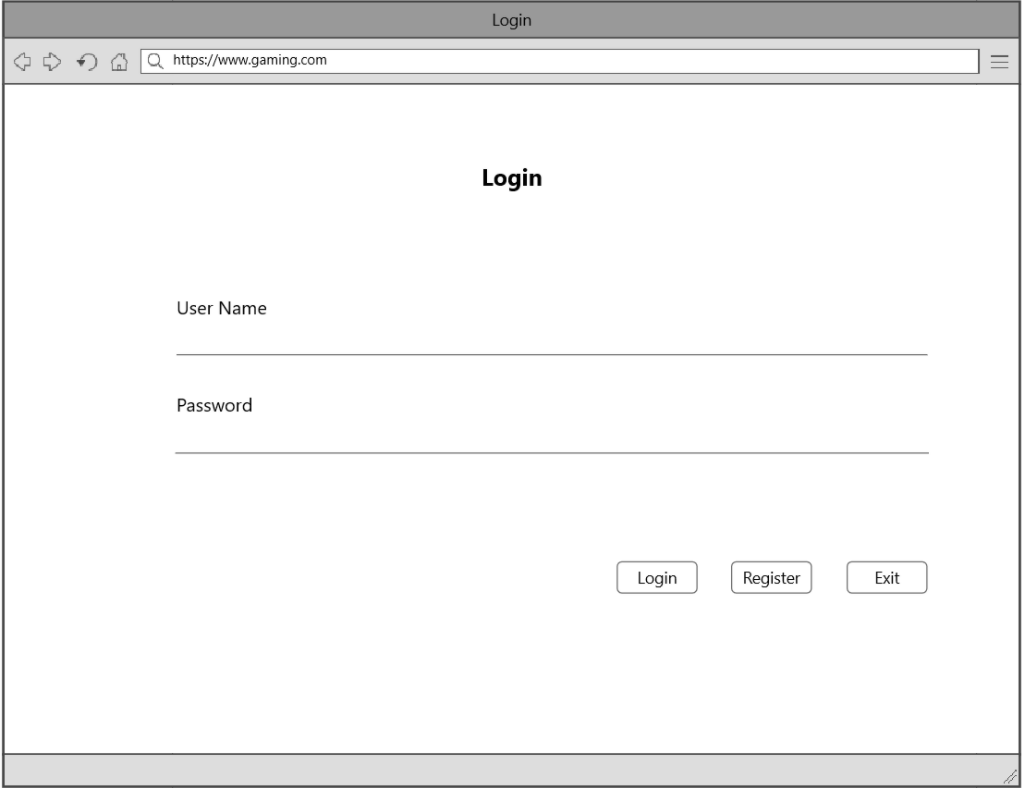 Login
https://www.gaming.com
Login
User Name
Password
Login Register Exit